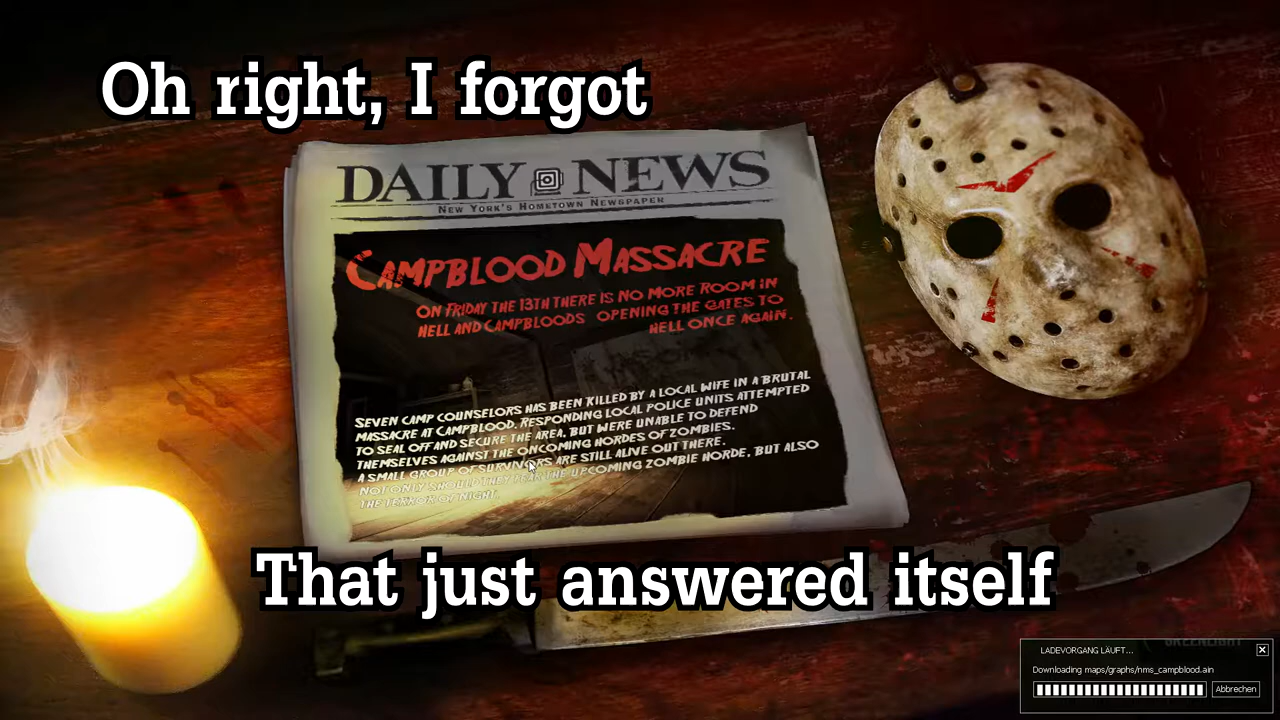 Oh right, I forgot
DAILY NEWS
NEW YORK'S HOMETOWN NEWSPAPER
CAMPBLOOD MASSACRE
ON FRIDAY THE 13TH THERE IS NO MORE ROOM IN
HELL AND CAMPBLOODS OPENING THE GATES TO
HELL ONCE AGAIN.
SEVEN CAMP COUNSELORS HAS BEEN KILLED BY A LOCAL WIFE IN A BRUTAL
MASSACRE AT CAMPBLOOD. RESPONDING LOCAL POLICE UNITS ATTEMPTED
TO SEAL OFF AND SECURE THE AREA, BUT WERE UNABLE TO DEFEND
THEMSELVES AGAINST THE ONCOMING HORDES OF ZOMBIES.
A SMALL GROUP OF SURVIVORS ARE STILL ALIVE OUT THERE.
NOT ONLY SHOULD THEY FEAR THE UPCOMING ZOMBIE HORDE, BUT ALSO
THE TERROR OF NIGHT.
That just answered itself
GREENLIGHT
LADEVORGANG LÄUFT...
Downloading maps/graphs/nms_campblood.ain
Abbrechen